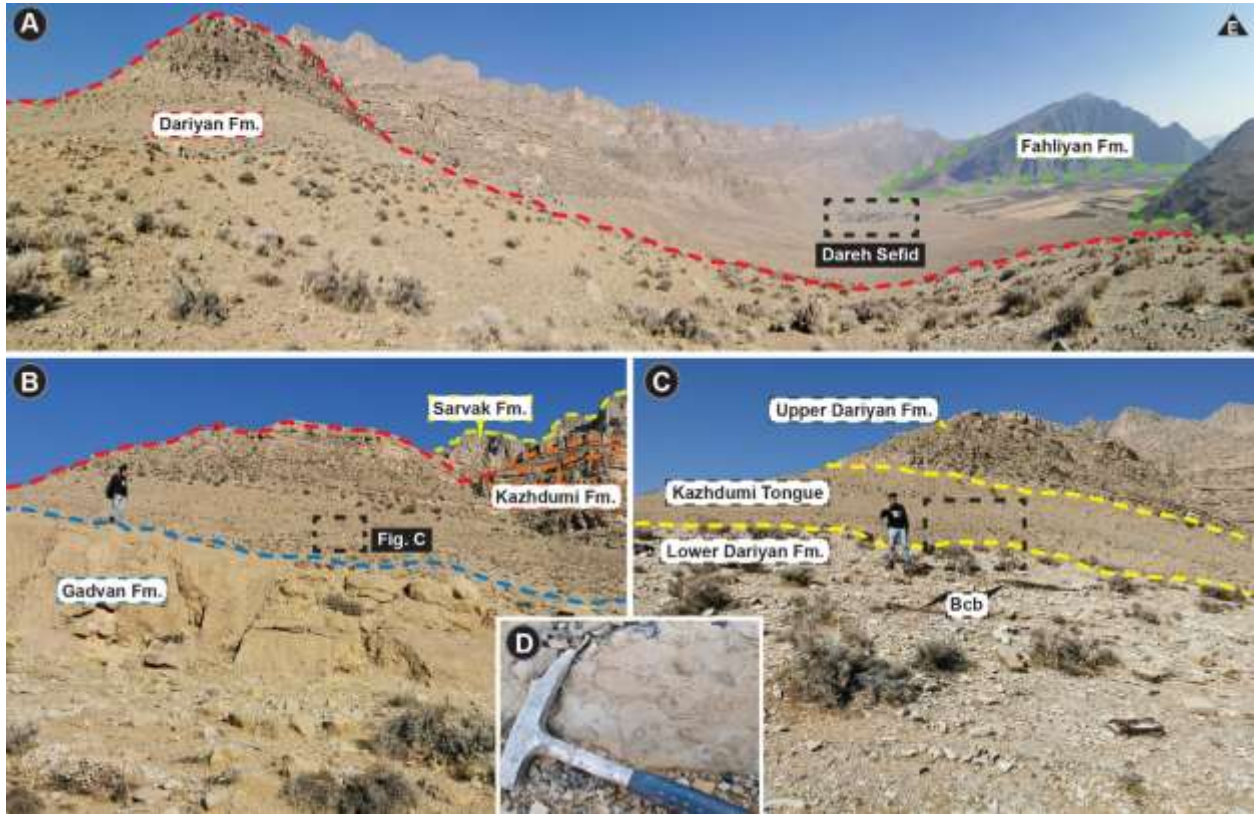 A
E
Dariyan Fm.
Fahliyan Fm.
Dareh Sefid
B
Sarvak Fm.
Kazhdumi Fm.
Fig. C
Gadvan Fm.
C
Upper Dariyan Fm.
Kazhdumi Tongue
Lower Dariyan Fm.
Bcb
D